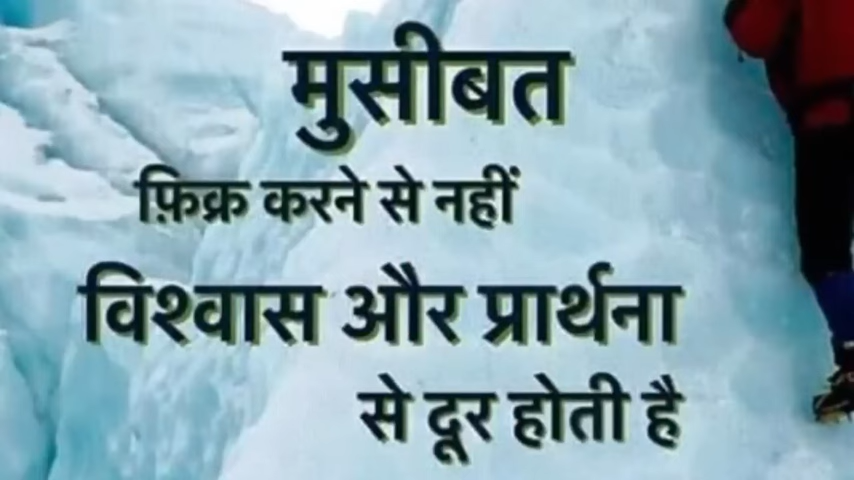 मुसीबत
फ़िक्र करने से नहीं
विश्वास और प्रार्थना
से दूर होती है